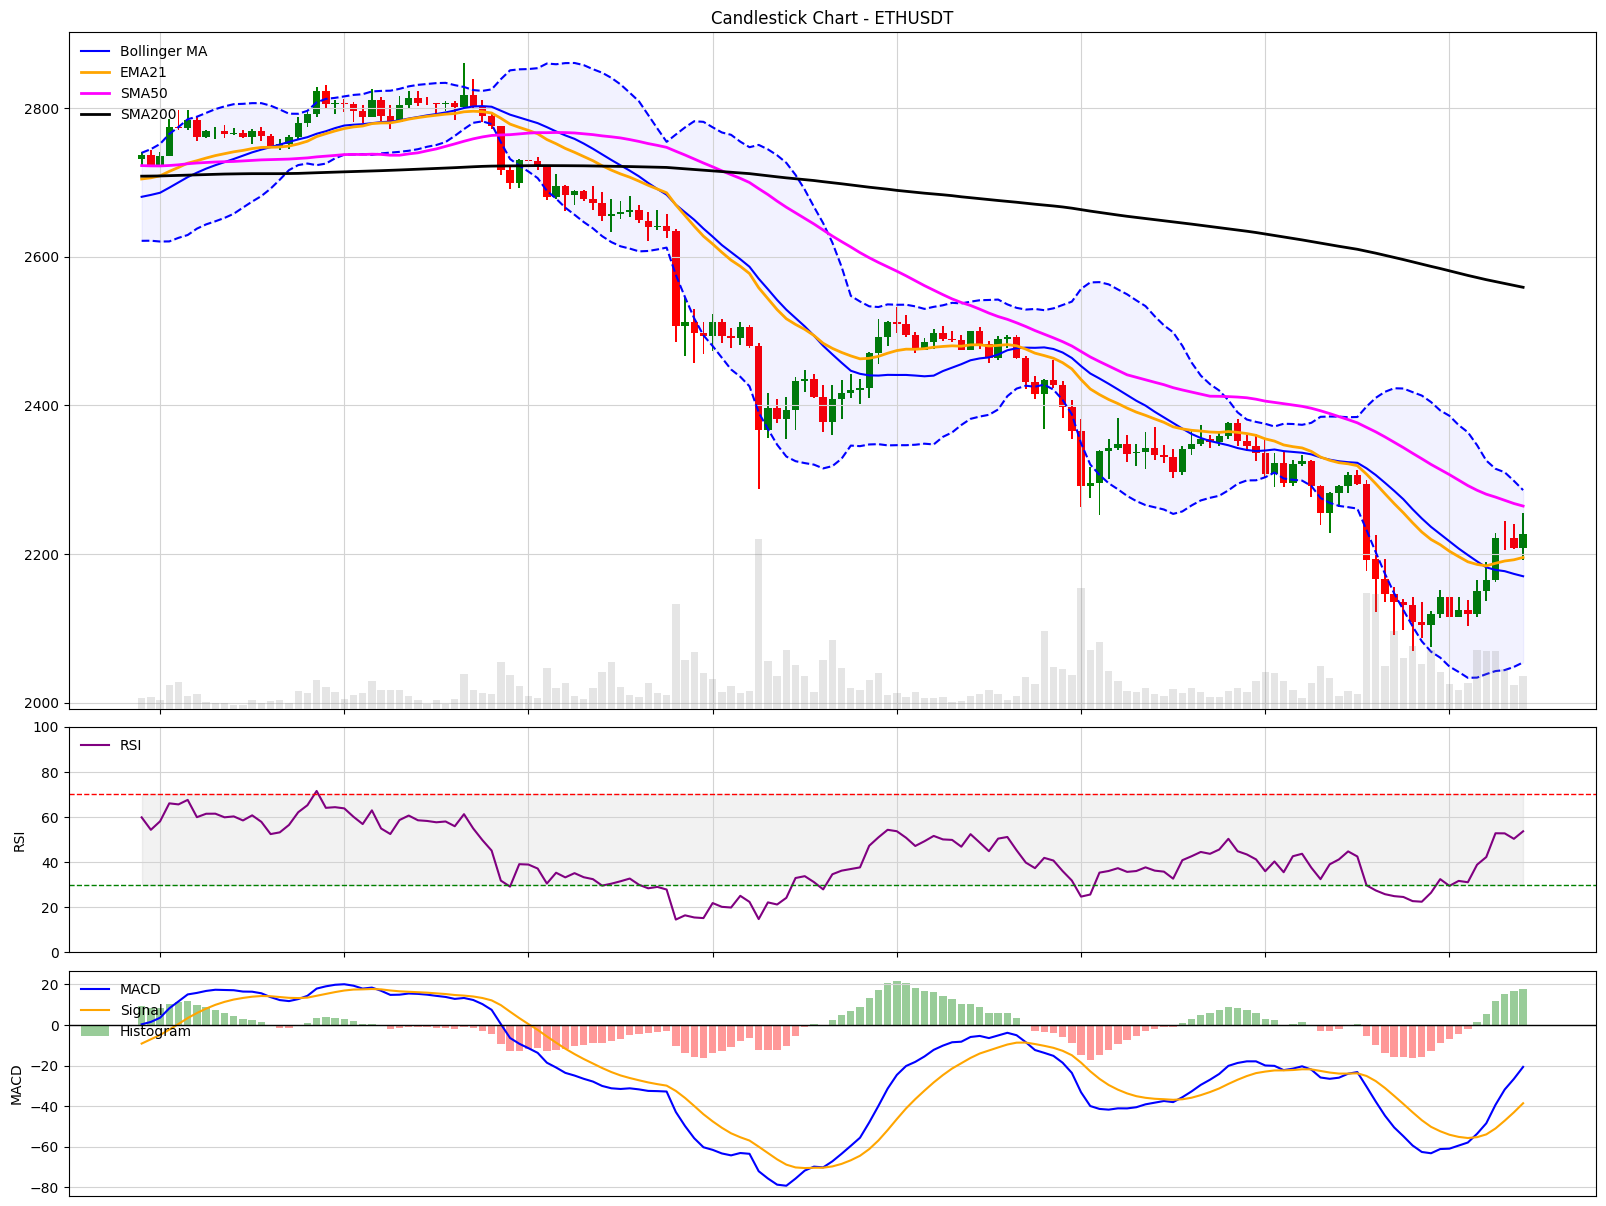 Candlestick Chart - ETHUSDT
Bollinger MA
EMA21
SMA50
SMA200
2800
2600
2400
2200
2000
RSI
100
80
60
40
20
0
RSI
MACD
Signal
Histogram
20
0
−20
−40
−60
−80
MACD